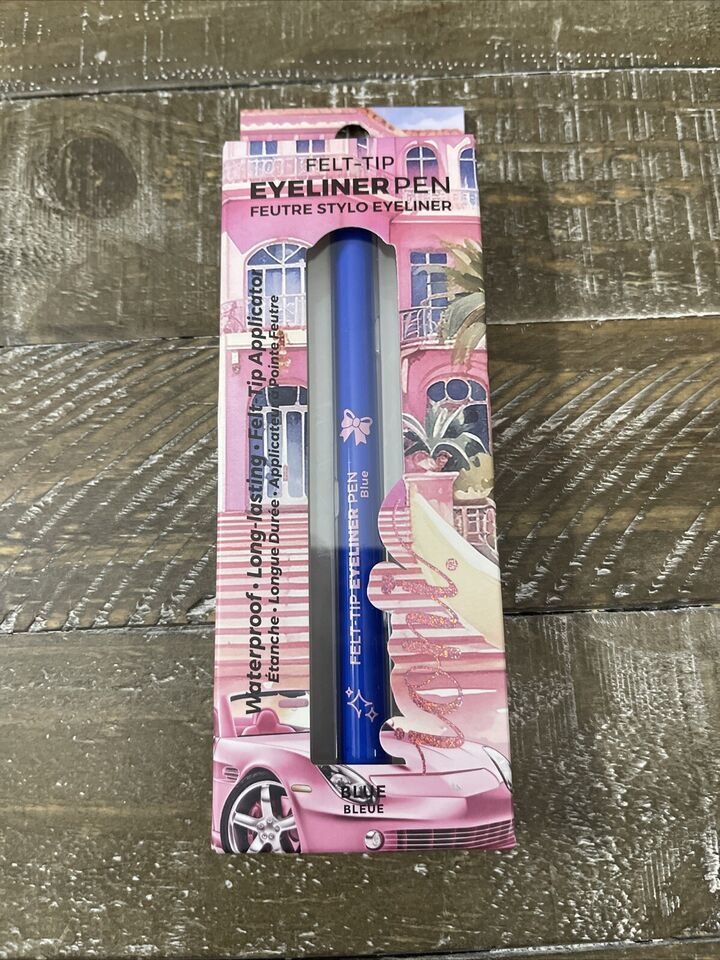 FELT-TIP
EYELINER PEN
FEUTRE STYLO EYELINER
Waterproof • Long-lasting • Felt-Tip Applicator
Étanche • Longue Durée • Applicateur à Pointe Feutre
FELT-TIP EYELINER PEN
Blue
BLUE
BLEUE